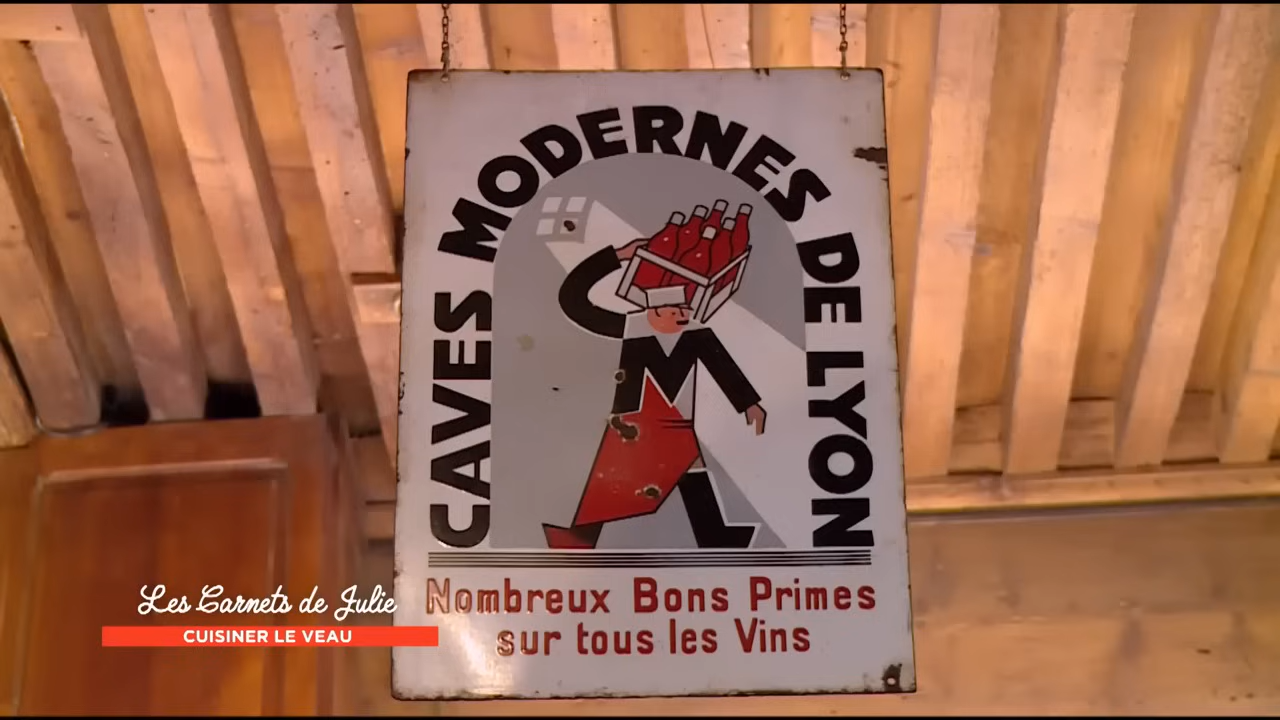 CAVES MODERNES DE LYON
Nombreux Bons Primes
sur tous les Vins
Les Carnets de Julie
CUISINER LE VEAU